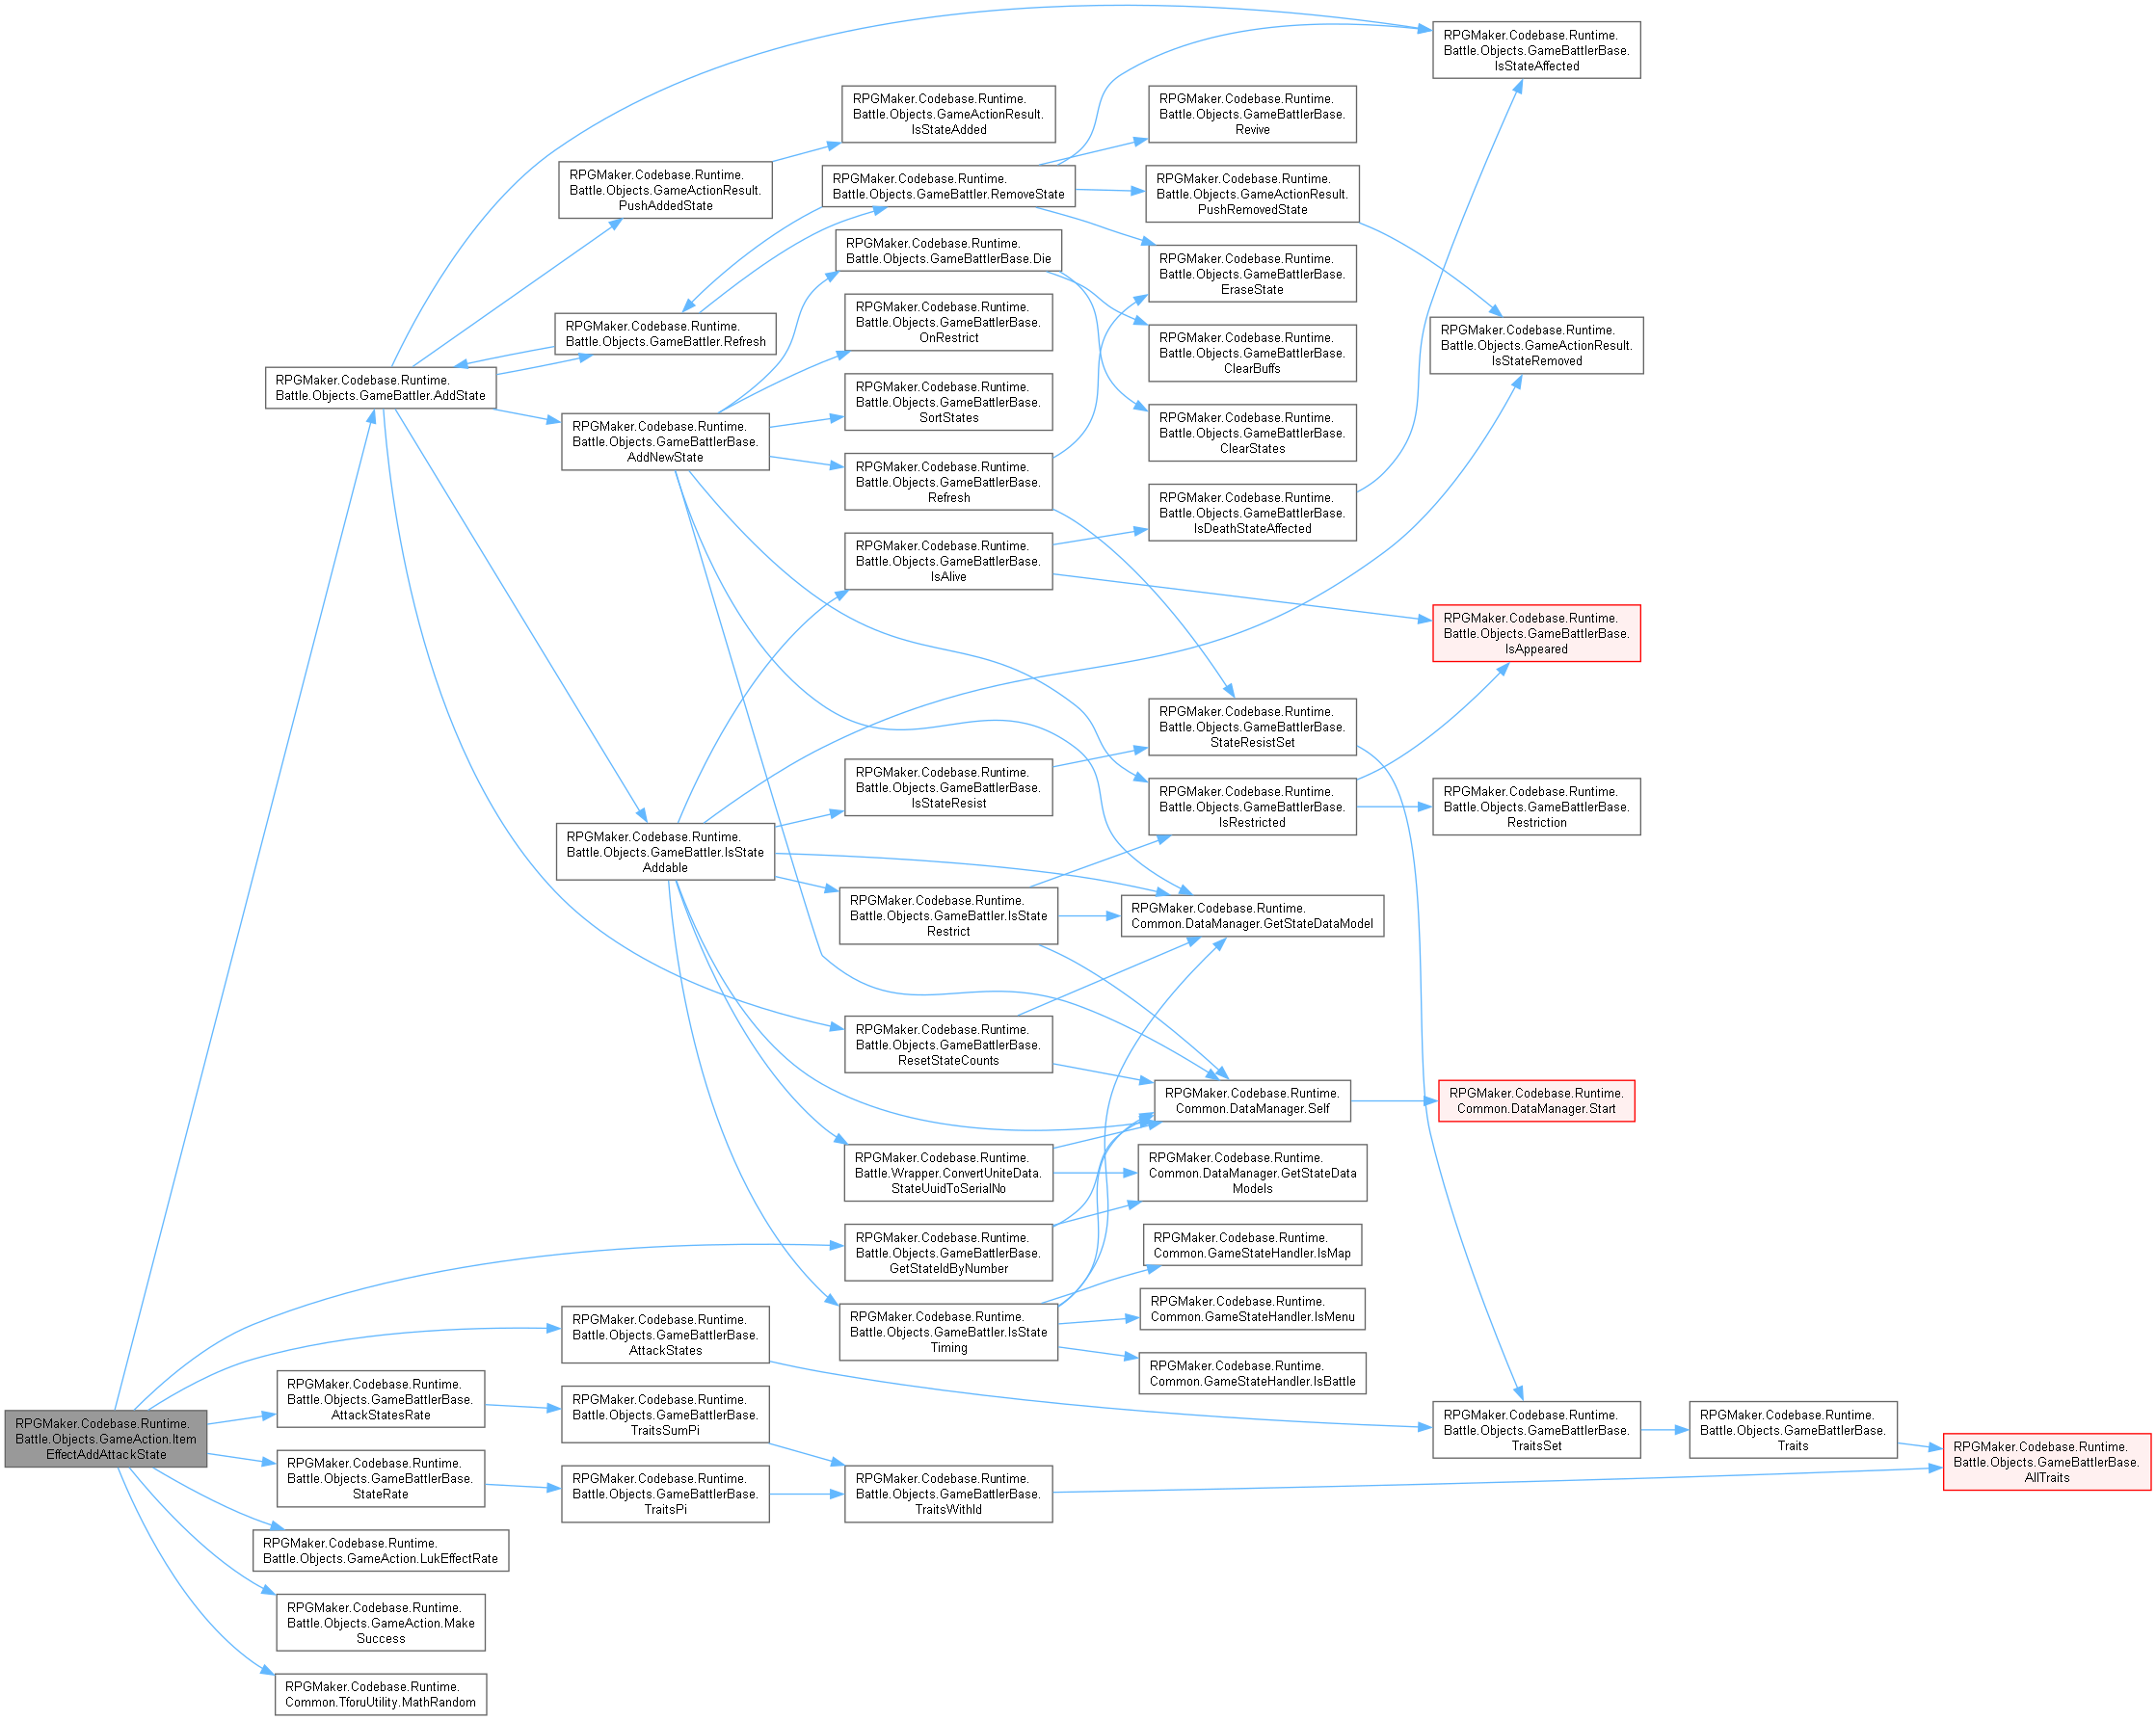 RPGMaker.Codebase.Runtime.
Battle.Objects.GameAction.Item
EffectAddAttackState
RPGMaker.Codebase.Runtime.
Battle.Objects.GameBattler.AddState
RPGMaker.Codebase.Runtime.
Battle.Objects.GameBattlerBase.
AttackStatesRate
RPGMaker.Codebase.Runtime.
Battle.Objects.GameBattlerBase.
StateRate
RPGMaker.Codebase.Runtime.
Battle.Objects.GameAction.LukEffectRate
RPGMaker.Codebase.Runtime.
Battle.Objects.GameAction.Make
Success
RPGMaker.Codebase.Runtime.
Common.TforuUtility.MathRandom
RPGMaker.Codebase.Runtime.
Battle.Objects.GameActionResult.
PushAddedState
RPGMaker.Codebase.Runtime.
Battle.Objects.GameBattler.Refresh
RPGMaker.Codebase.Runtime.
Battle.Objects.GameBattlerBase.
AddNewState
RPGMaker.Codebase.Runtime.
Battle.Objects.GameBattler.IsState
Addable
RPGMaker.Codebase.Runtime.
Battle.Objects.GameBattlerBase.
AttackStates
RPGMaker.Codebase.Runtime.
Battle.Objects.GameBattlerBase.
TraitsSumPi
RPGMaker.Codebase.Runtime.
Battle.Objects.GameBattlerBase.
TraitsPi
RPGMaker.Codebase.Runtime.
Battle.Objects.GameActionResult.
IsStateAdded
RPGMaker.Codebase.Runtime.
Battle.Objects.GameBattler.RemoveState
RPGMaker.Codebase.Runtime.
Battle.Objects.GameBattlerBase.Die
RPGMaker.Codebase.Runtime.
Battle.Objects.GameBattlerBase.
OnRestrict
RPGMaker.Codebase.Runtime.
Battle.Objects.GameBattlerBase.
SortStates
RPGMaker.Codebase.Runtime.
Battle.Objects.GameBattlerBase.
Refresh
RPGMaker.Codebase.Runtime.
Battle.Objects.GameBattlerBase.
IsAlive
RPGMaker.Codebase.Runtime.
Battle.Objects.GameBattlerBase.
IsStateResist
RPGMaker.Codebase.Runtime.
Battle.Objects.GameBattler.IsState
Restrict
RPGMaker.Codebase.Runtime.
Battle.Objects.GameBattlerBase.
ResetStateCounts
RPGMaker.Codebase.Runtime.
Battle.Wrapper.ConvertUniteData.
StateUuidToSerialNo
RPGMaker.Codebase.Runtime.
Battle.Objects.GameBattlerBase.
GetStateIdByNumber
RPGMaker.Codebase.Runtime.
Battle.Objects.GameBattler.IsState
Timing
RPGMaker.Codebase.Runtime.
Battle.Objects.GameBattlerBase.
TraitsWithId
RPGMaker.Codebase.Runtime.
Battle.Objects.GameBattlerBase.
Revive
RPGMaker.Codebase.Runtime.
Battle.Objects.GameActionResult.
PushRemovedState
RPGMaker.Codebase.Runtime.
Battle.Objects.GameBattlerBase.
EraseState
RPGMaker.Codebase.Runtime.
Battle.Objects.GameBattlerBase.
ClearBuffs
RPGMaker.Codebase.Runtime.
Battle.Objects.GameBattlerBase.
ClearStates
RPGMaker.Codebase.Runtime.
Battle.Objects.GameBattlerBase.
IsDeathStateAffected
RPGMaker.Codebase.Runtime.
Battle.Objects.GameBattlerBase.
StateResistSet
RPGMaker.Codebase.Runtime.
Battle.Objects.GameBattlerBase.
IsRestricted
RPGMaker.Codebase.Runtime.
Common.DataManager.GetStateDataModel
RPGMaker.Codebase.Runtime.
Common.DataManager.Self
RPGMaker.Codebase.Runtime.
Common.DataManager.GetStateData
Models
RPGMaker.Codebase.Runtime.
Common.GameStateHandler.IsMap
RPGMaker.Codebase.Runtime.
Common.GameStateHandler.IsMenu
RPGMaker.Codebase.Runtime.
Common.GameStateHandler.IsBattle
RPGMaker.Codebase.Runtime.
Battle.Objects.GameBattlerBase.
IsStateAffected
RPGMaker.Codebase.Runtime.
Battle.Objects.GameActionResult.
IsStateRemoved
RPGMaker.Codebase.Runtime.
Battle.Objects.GameBattlerBase.
IsAppeared
RPGMaker.Codebase.Runtime.
Battle.Objects.GameBattlerBase.
Restriction
RPGMaker.Codebase.Runtime.
Common.DataManager.Start
RPGMaker.Codebase.Runtime.
Battle.Objects.GameBattlerBase.
TraitsSet
RPGMaker.Codebase.Runtime.
Battle.Objects.GameBattlerBase.
Traits
RPGMaker.Codebase.Runtime.
Battle.Objects.GameBattlerBase.
AllTraits